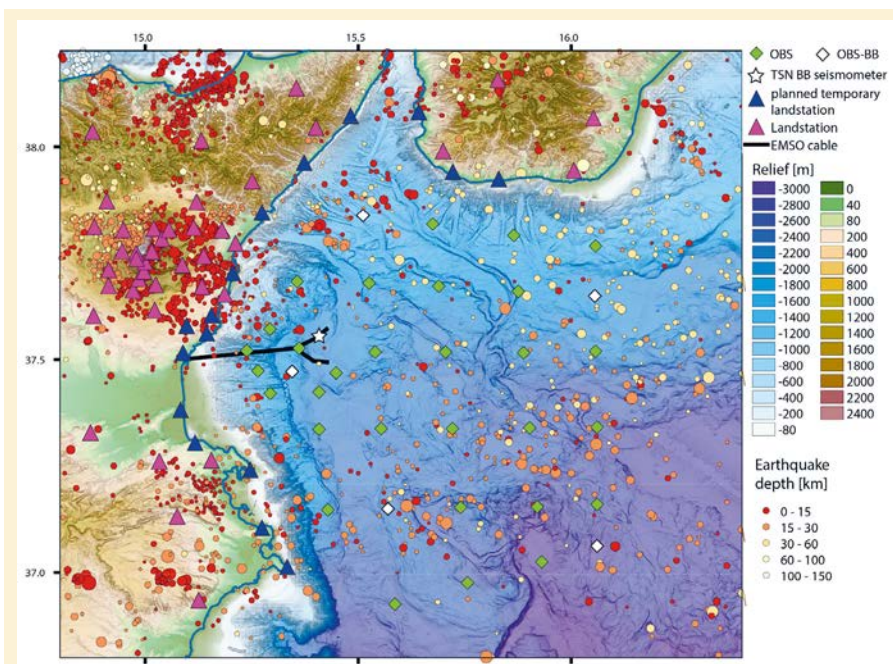 15.0 15.5 16.0
38.0
37.5
37.0
OBS OBS-BB
TSN BB seismometer
planned temporary
landstation
Landstation
EMSO cable
Relief [m]
-3000 0
-2800 40
-2600 80
-2400 200
-2200 400
-2000 600
-1800 800
-1600 1000
-1400 1200
-1200 1400
-1000 1600
-800 1800
-600 2000
-400 2200
-200 2400
-80
Earthquake
depth [km]
0 - 15
15 - 30
30 - 60
60 - 100
100 - 150